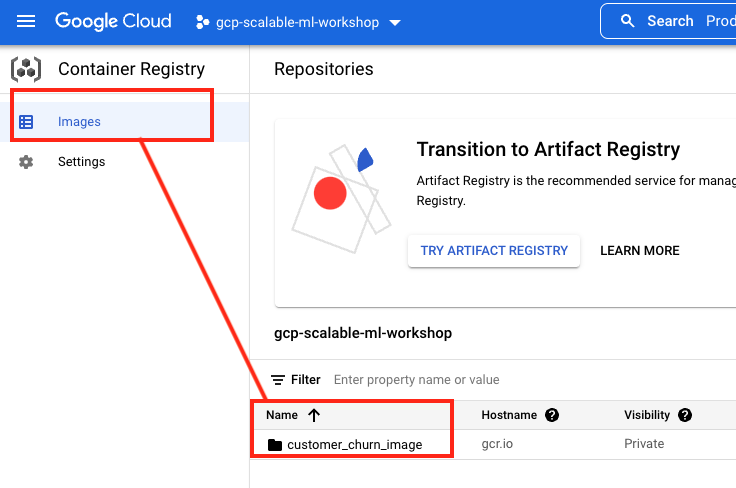 Google Cloud gcp-scalable-ml-workshop Search Prod
Container Registry
Repositories
Images
Settings
Transition to Artifact Registry
Artifact Registry is the recommended service for manag
Registry.
TRY ARTIFACT REGISTRY LEARN MORE
gcp-scalable-ml-workshop
Filter Enter property name or value
Name Hostname Visibility
customer_churn_image gcr.io Private